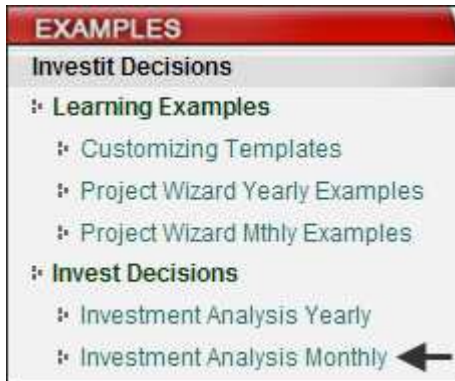 EXAMPLES
Investit Decisions
Learning Examples
Customizing Templates
Project Wizard Yearly Examples
Project Wizard Mthly Examples
Invest Decisions
Investment Analysis Yearly
Investment Analysis Monthly